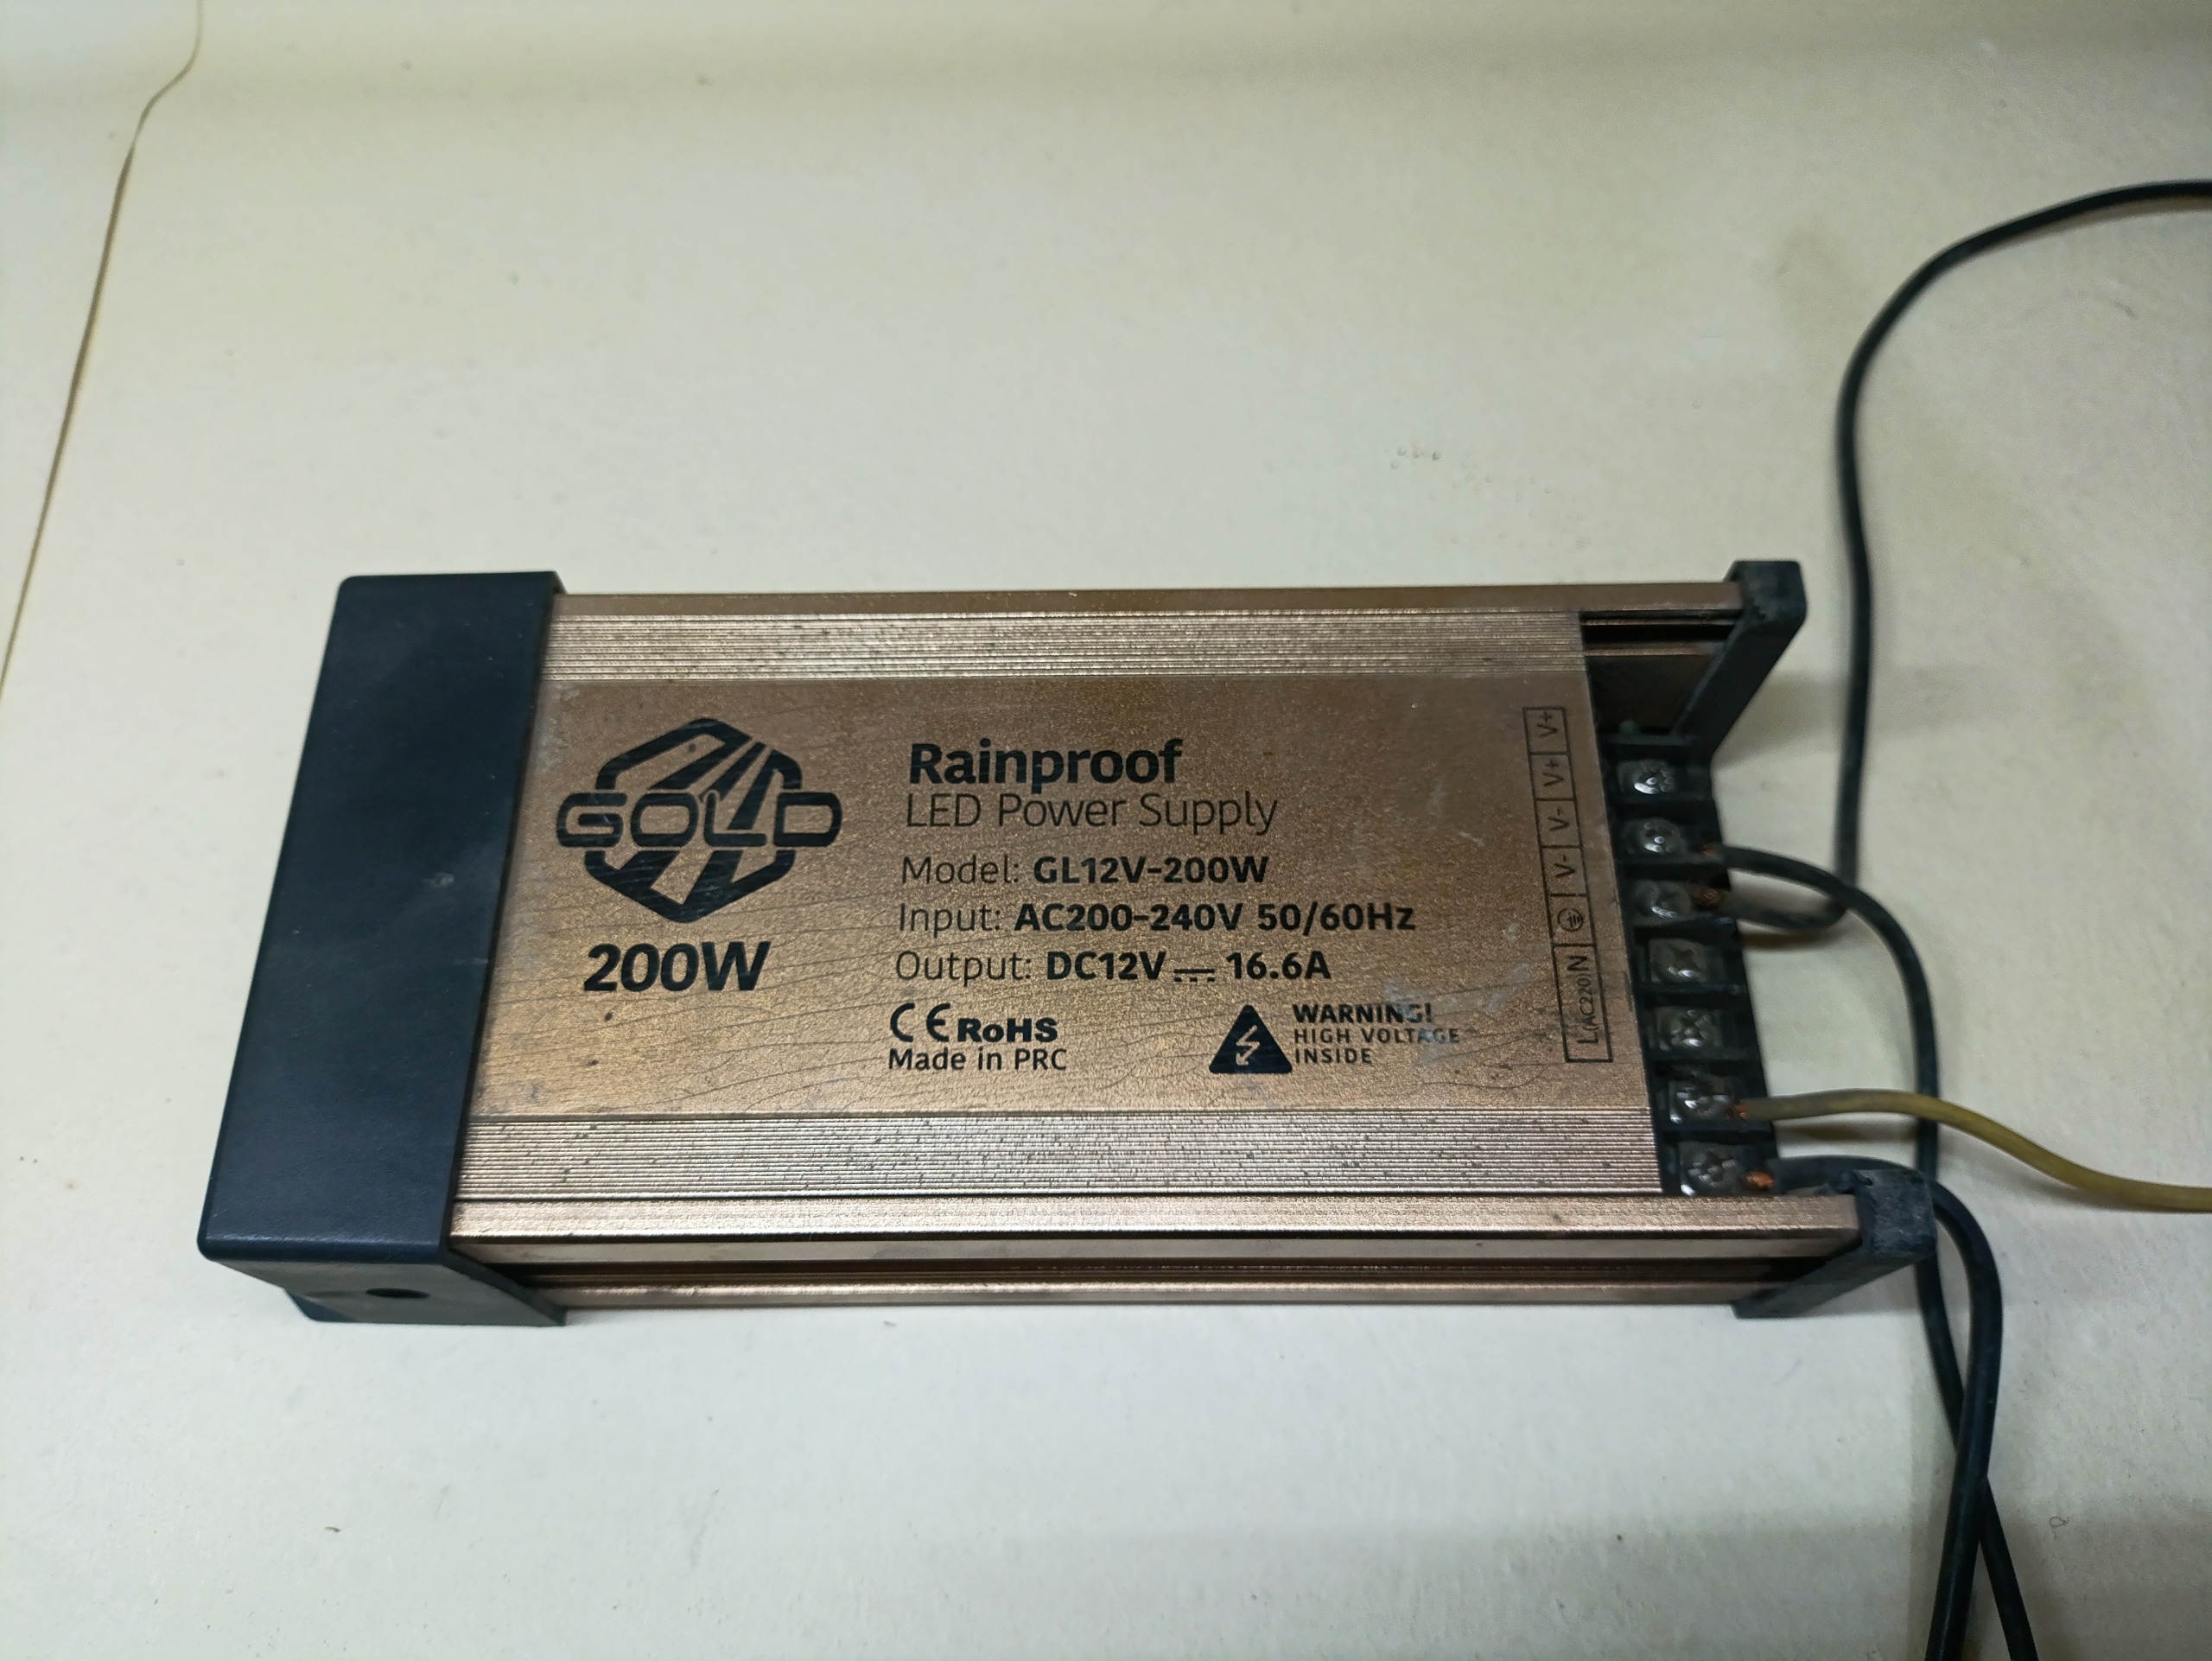 GOLD
200W
Rainproof
LED Power Supply
Model: GL12V-200W
Input: AC200-240V 50/60Hz
Output: DC12V ⎓ 16.6A
CE RoHS
Made in PRC
WARNING!
HIGH VOLTAGE
INSIDE
L(AC220) N V- V- V+ V+